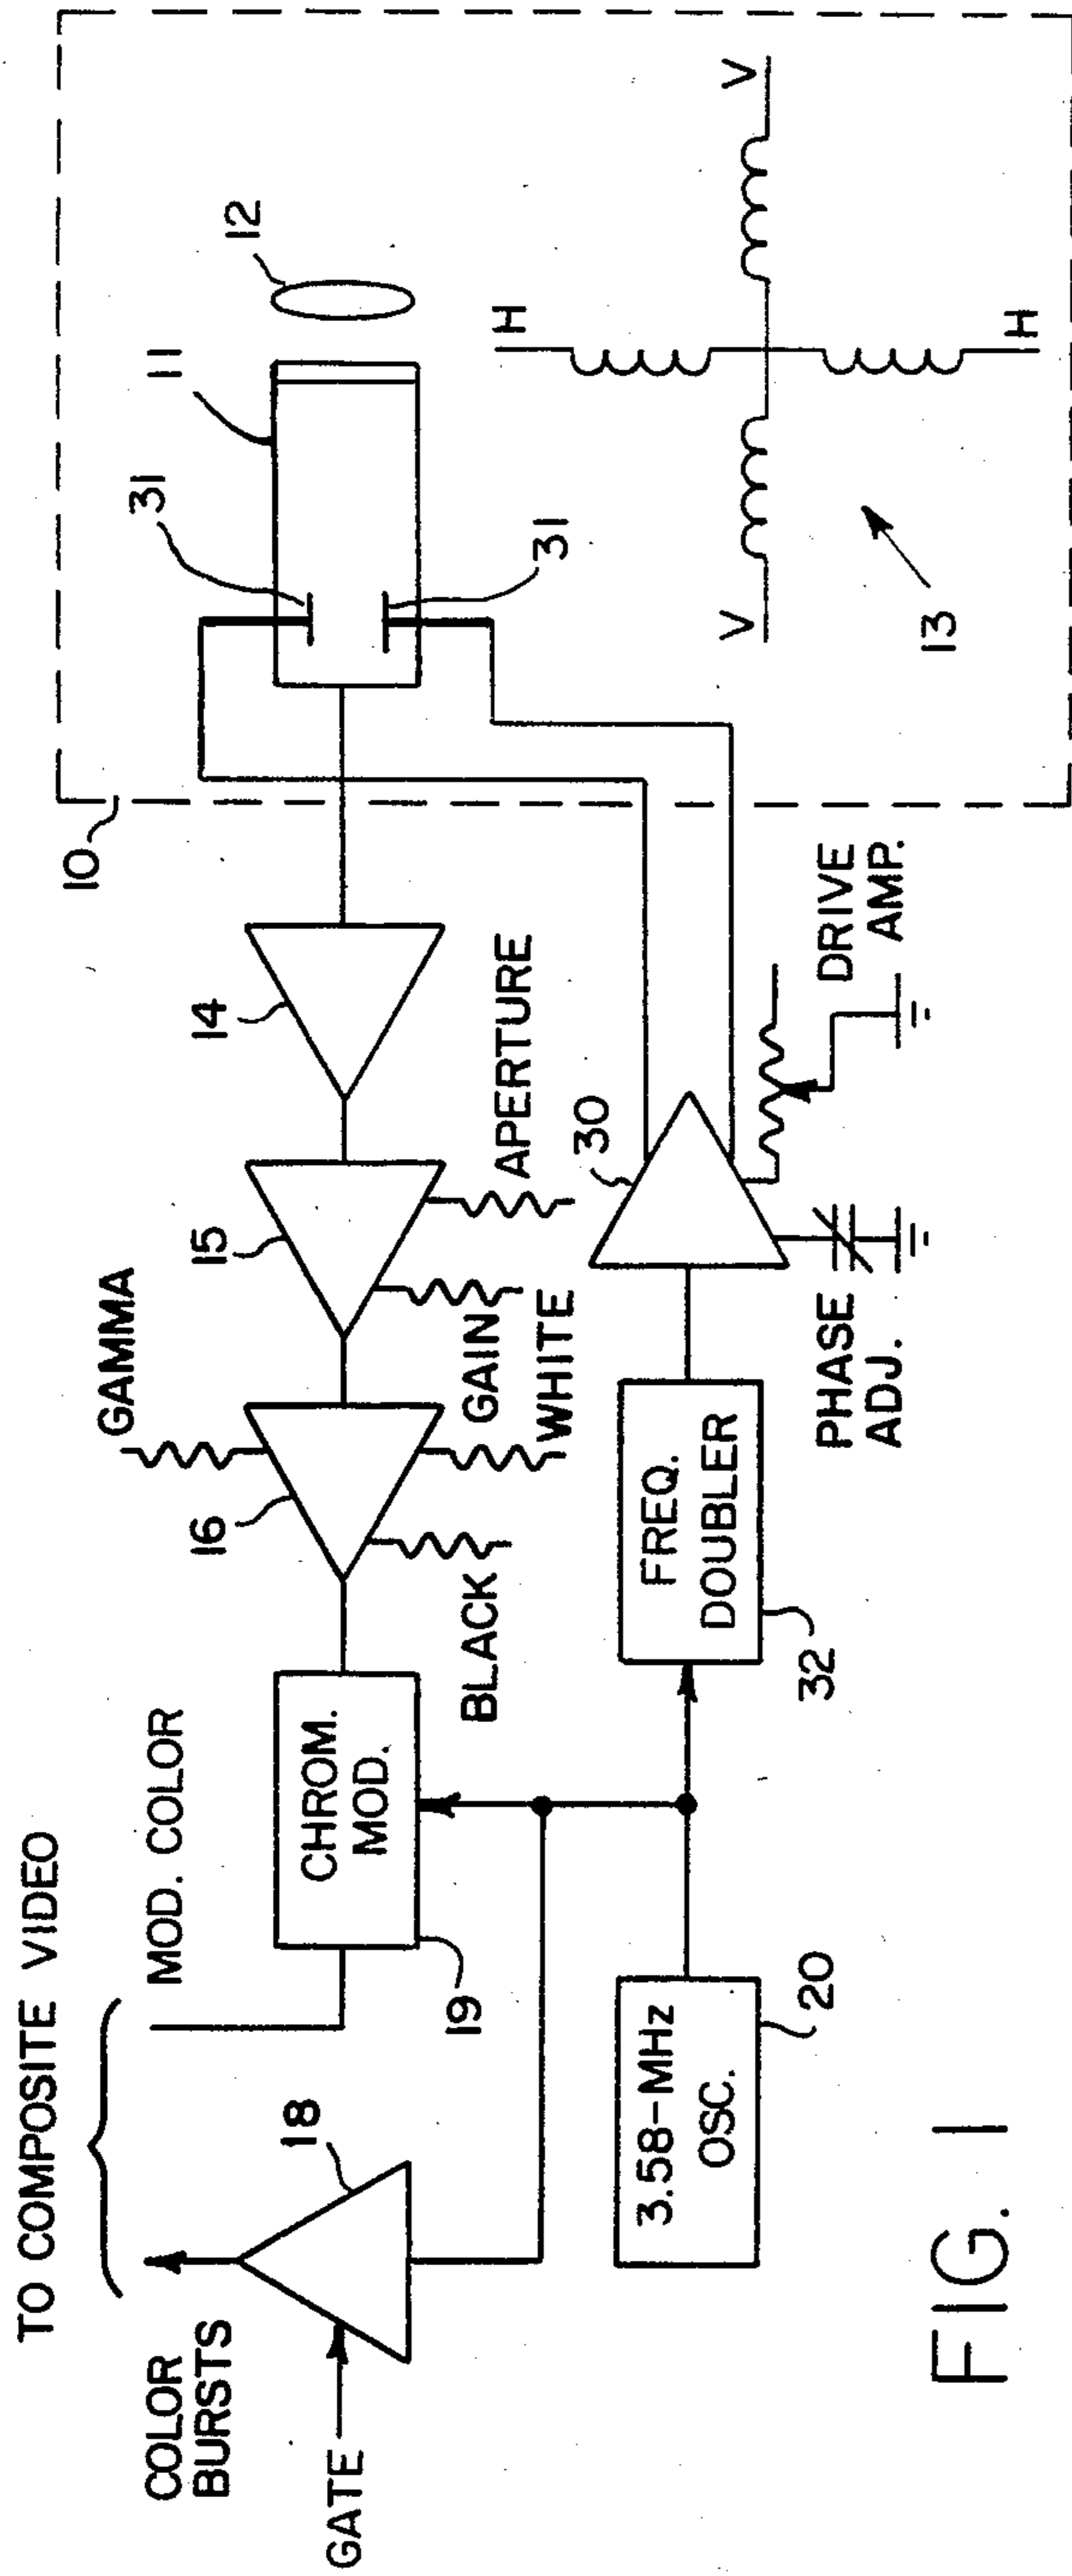 TO COMPOSITE VIDEO
COLOR
BURSTS
MOD. COLOR
GATE
18
CHROM.
MOD.
19
GAMMA
16
BLACK
WHITE
15
GAIN
APERTURE
14
10
11
12
31
31
H
H
V
V
13
3.58-MHz
OSC.
20
FREQ.
DOUBLER
32
30
PHASE
ADJ.
DRIVE
AMP.
FIG. 1